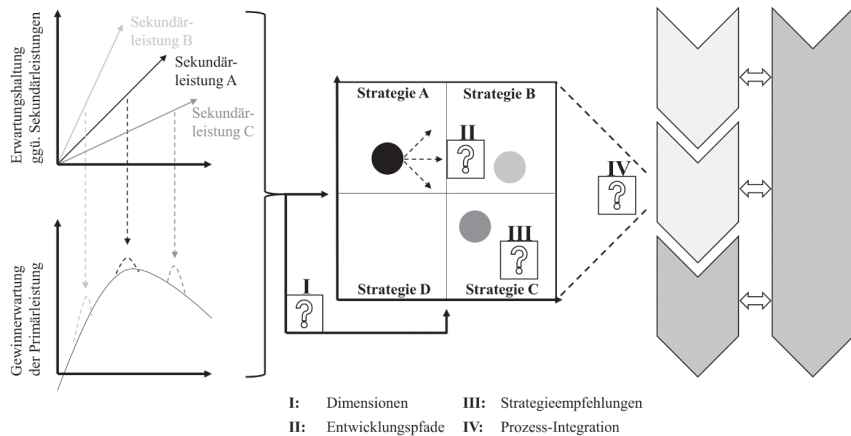 Erwartungshaltung
ggü. Sekundärleistungen
Sekundär-
leistung B
Sekundär-
leistung A
Sekundär-
leistung C
Gewinnerwartung
der Primärleistung
Strategie A
Strategie B
II
?
IV
?
III
?
I
?
Strategie D
Strategie C
I: Dimensionen
III: Strategieempfehlungen
II: Entwicklungspfade
IV: Prozess-Integration